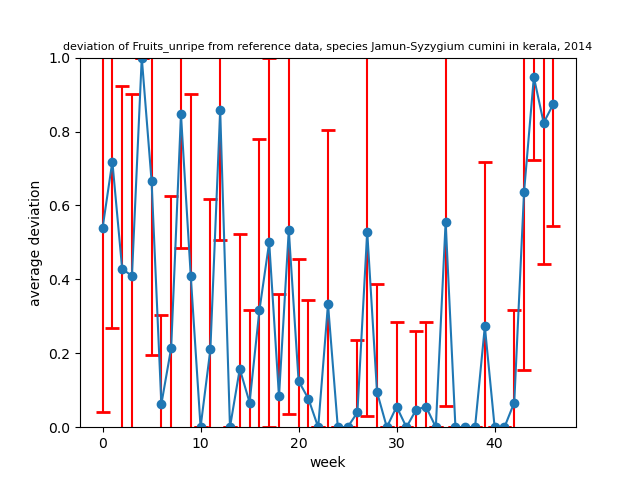 deviation of Fruits_unripe from reference data, species Jamun-Syzygium cumini in kerala, 2014
1.0
0.8
0.6
0.4
0.2
0.0
average deviation
0 10 20 30 40
week